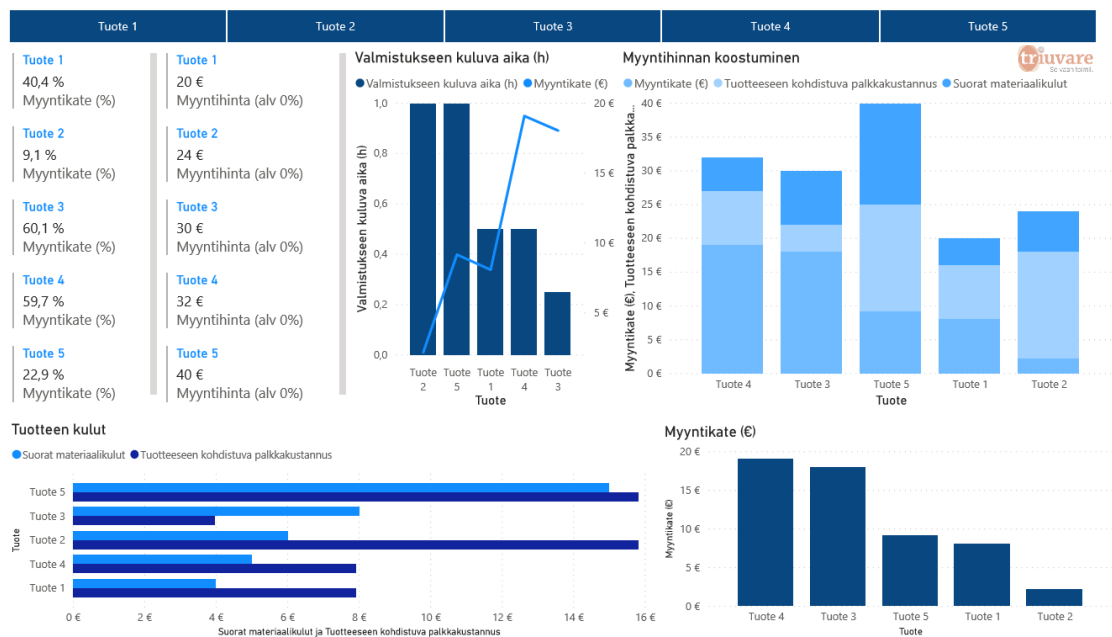 Tuote 1
Tuote 2
Tuote 3
Tuote 4
Tuote 5
triuvare
Se vaan toimii.
Tuote 1
40,4 %
Myyntikate (%)
Tuote 2
9,1 %
Myyntikate (%)
Tuote 3
60,1 %
Myyntikate (%)
Tuote 4
59,7 %
Myyntikate (%)
Tuote 5
22,9 %
Myyntikate (%)
Tuote 1
20 €
Myyntihinta (alv 0%)
Tuote 2
24 €
Myyntihinta (alv 0%)
Tuote 3
30 €
Myyntihinta (alv 0%)
Tuote 4
32 €
Myyntihinta (alv 0%)
Tuote 5
40 €
Myyntihinta (alv 0%)
Valmistukseen kuluva aika (h)
Valmistukseen kuluva aika (h) Myyntikate (€)
Valmistukseen kuluva aika (h)
1,0
0,8
0,6
0,4
0,2
0,0
20 €
15 €
10 €
5 €
Tuote 2
Tuote 5
Tuote 1
Tuote 4
Tuote 3
Tuote
Myyntihinnan koostuminen
Myyntikate (€) Tuotteeseen kohdistuva palkkakustannus Suorat materiaalikulut
Myyntikate (€), Tuotteeseen kohdistuva palkka...
40 €
35 €
30 €
25 €
20 €
15 €
10 €
5 €
0 €
Tuote 4
Tuote 3
Tuote 5
Tuote 1
Tuote 2
Tuote
Tuotteen kulut
Suorat materiaalikulut Tuotteeseen kohdistuva palkkakustannus
Tuote
Tuote 5
Tuote 3
Tuote 2
Tuote 4
Tuote 1
0 €
2 €
4 €
6 €
8 €
10 €
12 €
14 €
16 €
Suorat materiaalikulut ja Tuotteeseen kohdistuva palkkakustannus
Myyntikate (€)
Myyntikate (€)
20 €
15 €
10 €
5 €
0 €
Tuote 4
Tuote 3
Tuote 5
Tuote 1
Tuote 2
Tuote